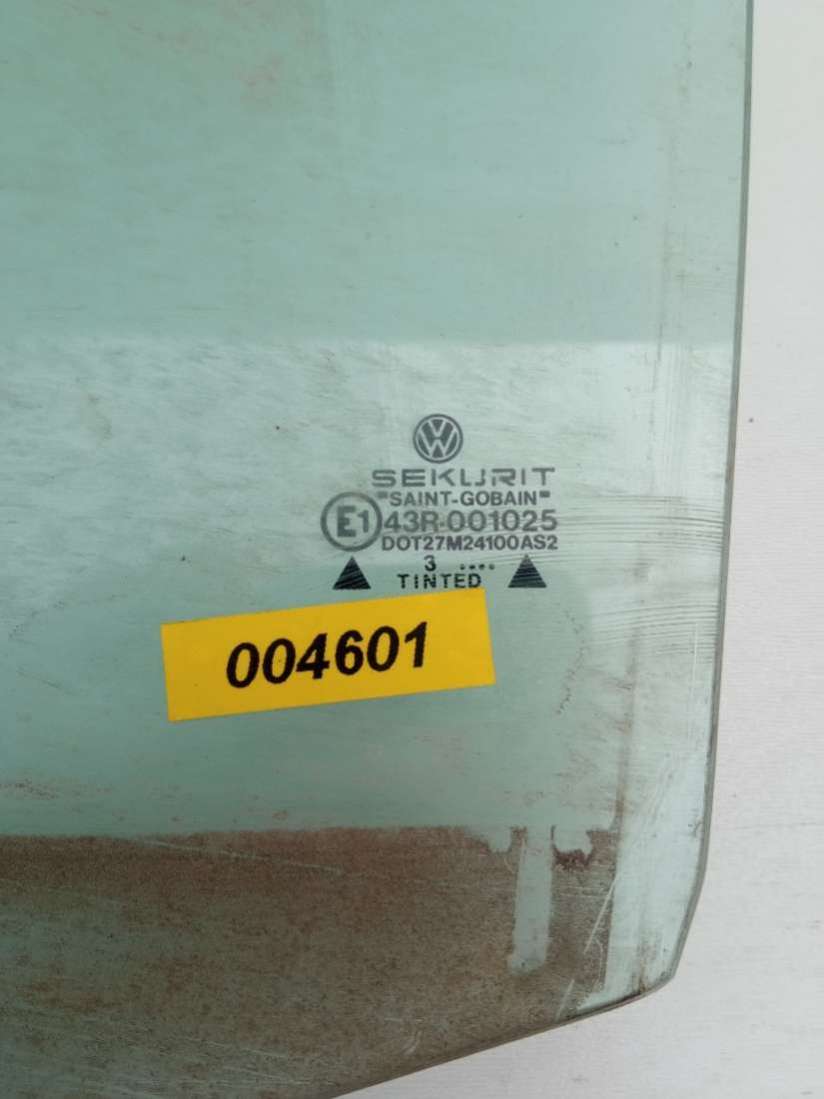 SEKURIT
"SAINT-GOBAIN"
E1 43R-001025
DOT27M24100AS2
3 ....
TINTED
004601